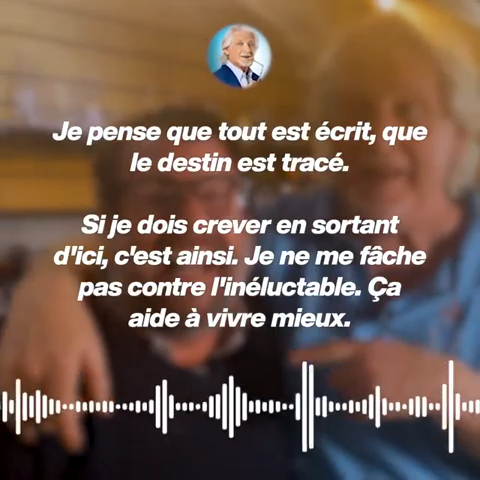 Je pense que tout est écrit, que
le destin est tracé.
Si je dois crever en sortant
d'ici, c'est ainsi. Je ne me fâche
pas contre l'inéluctable. Ça
aide à vivre mieux.